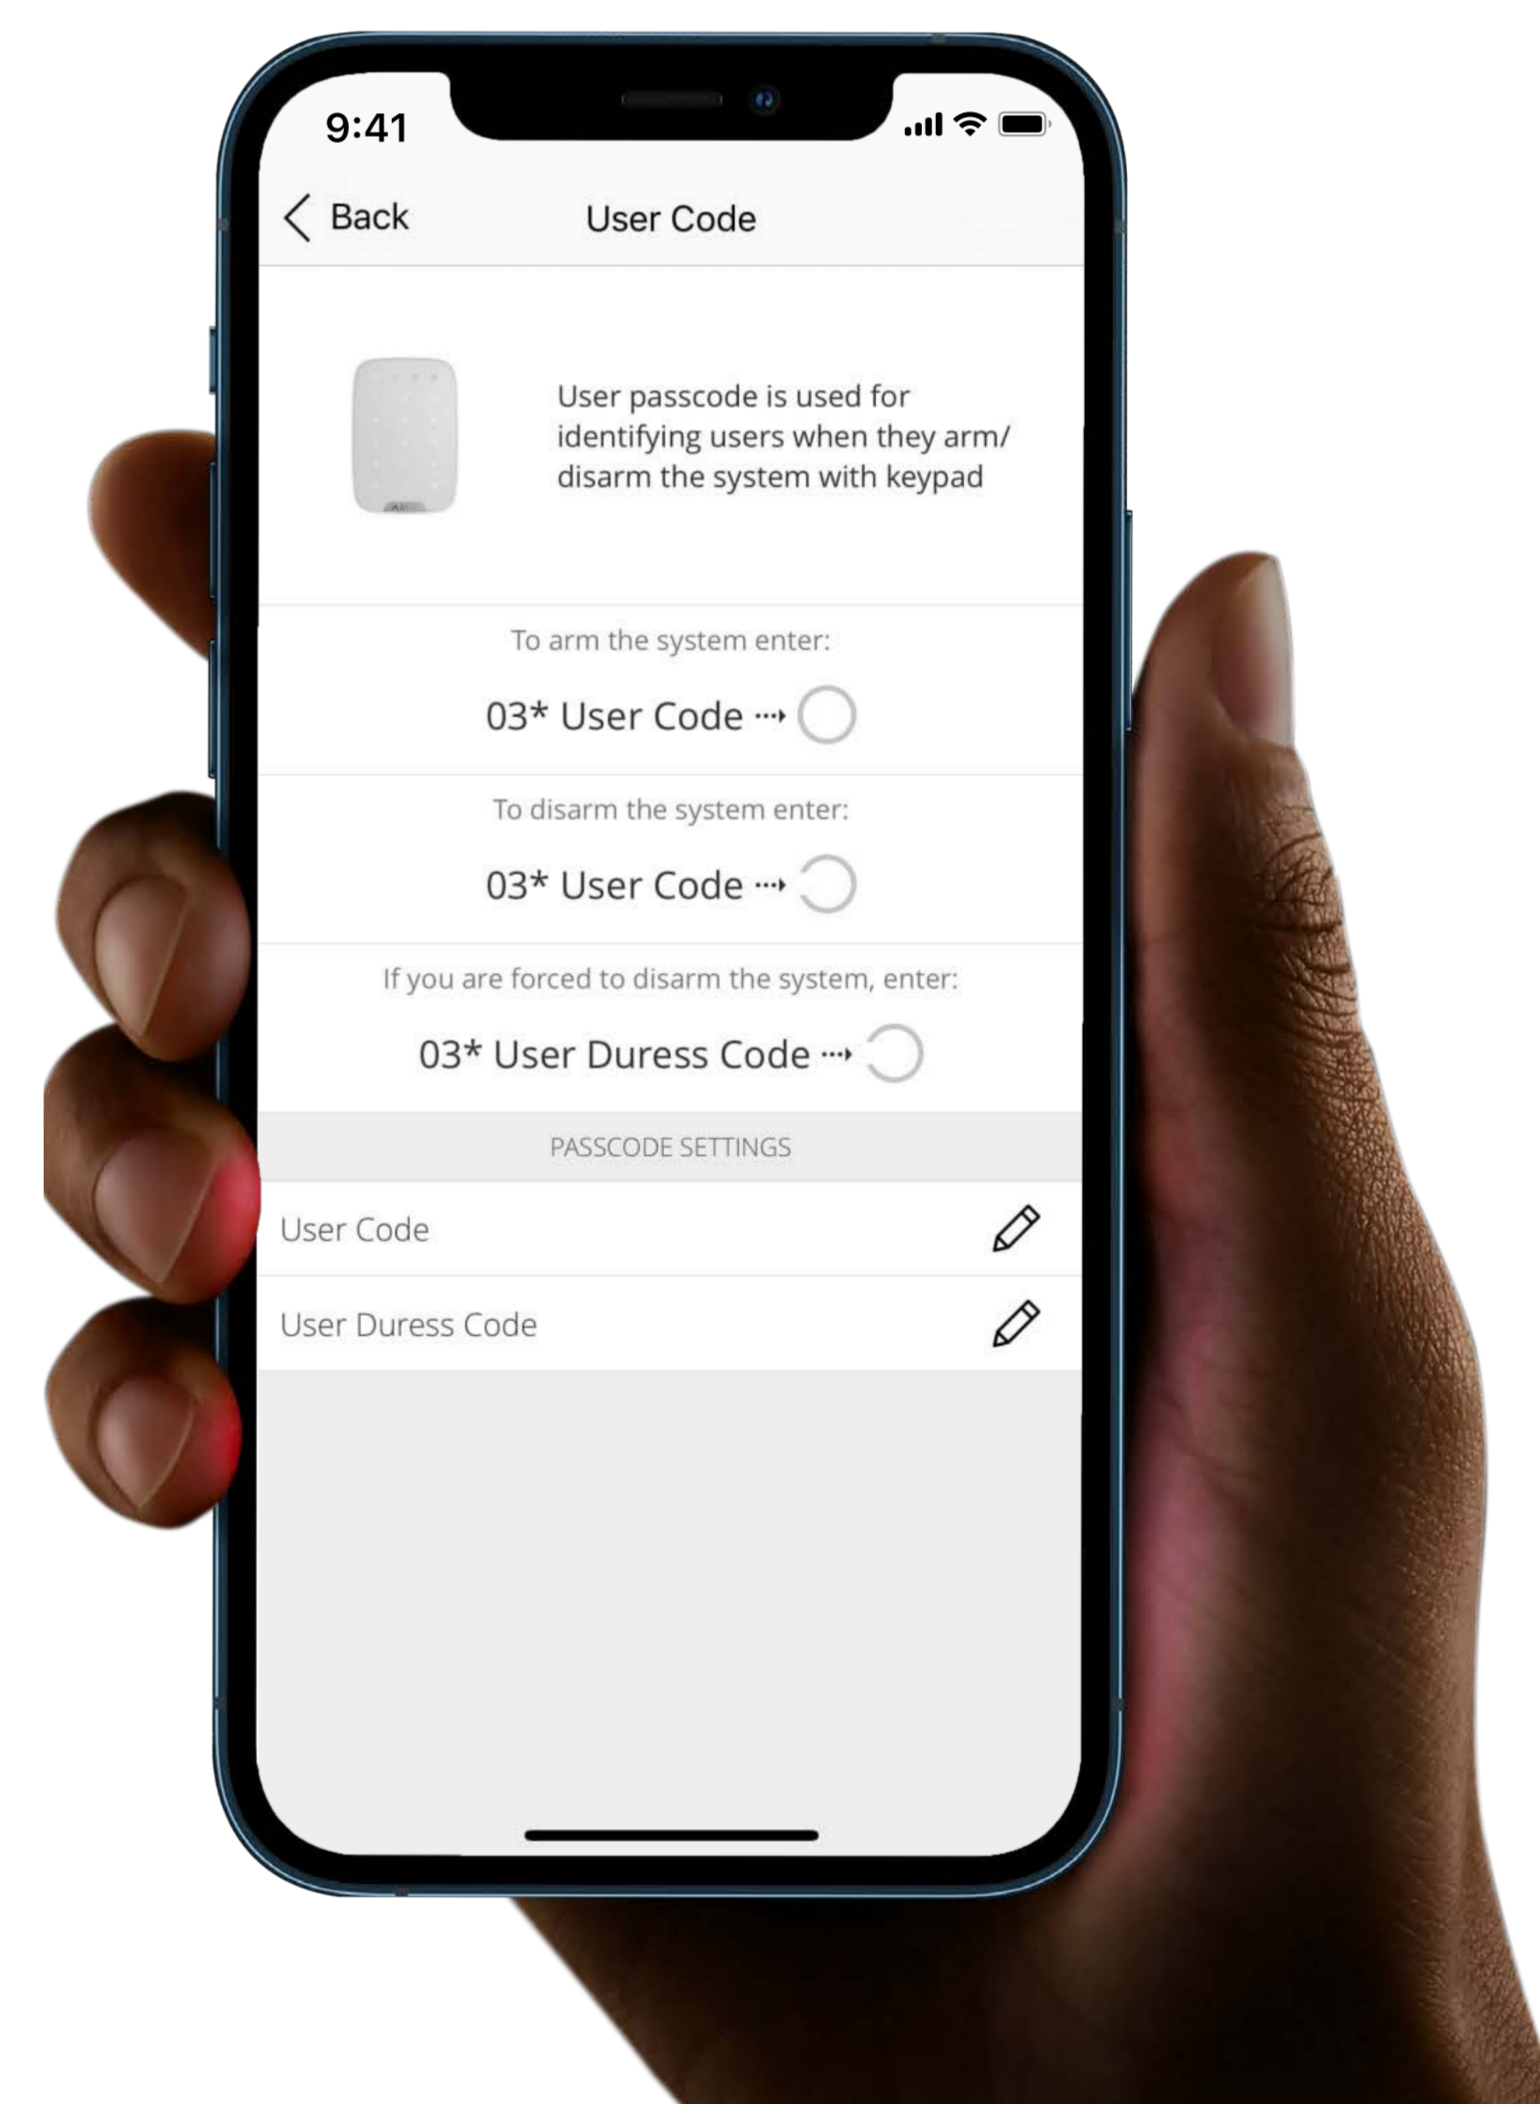 9:41
Back
User Code
User passcode is used for
identifying users when they arm/
disarm the system with keypad
To arm the system enter:
03* User Code
To disarm the system enter:
03* User Code
If you are forced to disarm the system, enter:
03* User Duress Code
PASSCODE SETTINGS
User Code
User Duress Code